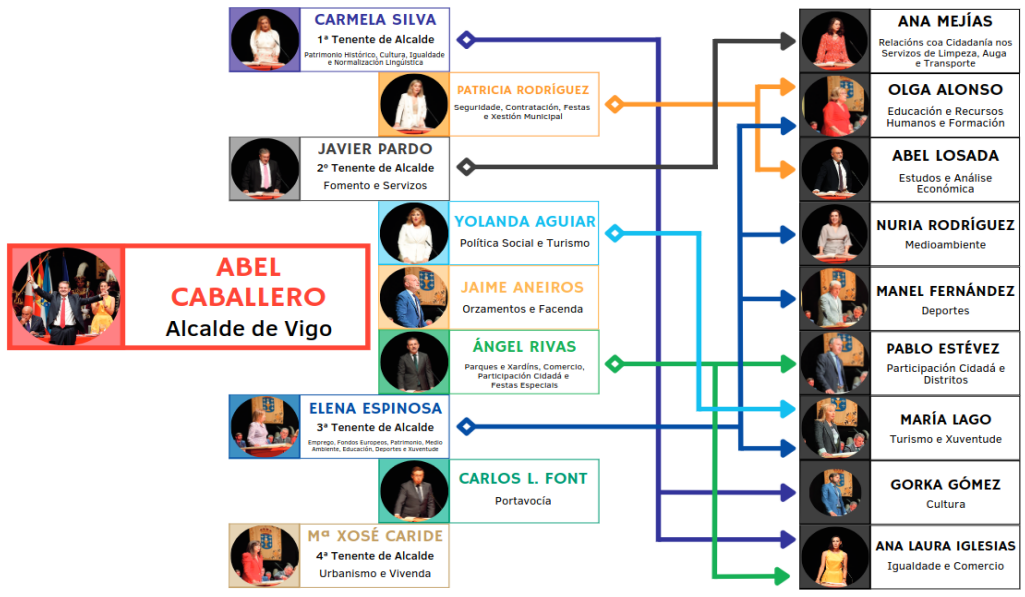 CARMELA SILVA
1ª Tenente de Alcalde
Patrimonio Histórico, Cultura, Igualdade
e Normalización Lingüística
PATRICIA RODRÍGUEZ
Seguridade, Contratación, Festas
e Xestión Municipal
JAVIER PARDO
2º Tenente de Alcalde
Fomento e Servizos
YOLANDA AGUIAR
Política Social e Turismo
ABEL
CABALLERO
Alcalde de Vigo
JAIME ANEIROS
Orzamentos e Facenda
ÁNGEL RIVAS
Parques e Xardíns, Comercio,
Participación Cidadá e
Festas Especiais
ELENA ESPINOSA
3ª Tenente de Alcalde
Emprego, Fondos Europeos, Patrimonio, Medio
Ambiente, Educación, Deportes e Xuventude
CARLOS L. FONT
Portavocía
Mª XOSÉ CARIDE
4ª Tenente de Alcalde
Urbanismo e Vivenda
ANA MEJÍAS
Relacións coa Cidadanía nos
Servizos de Limpeza, Auga
e Transporte
OLGA ALONSO
Educación e Recursos
Humanos e Formación
ABEL LOSADA
Estudos e Análise
Económica
NURIA RODRÍGUEZ
Medioambiente
MANEL FERNÁNDEZ
Deportes
PABLO ESTÉVEZ
Participación Cidadá e
Distritos
MARÍA LAGO
Turismo e Xuventude
GORKA GÓMEZ
Cultura
ANA LAURA IGLESIAS
Igualdade e Comercio